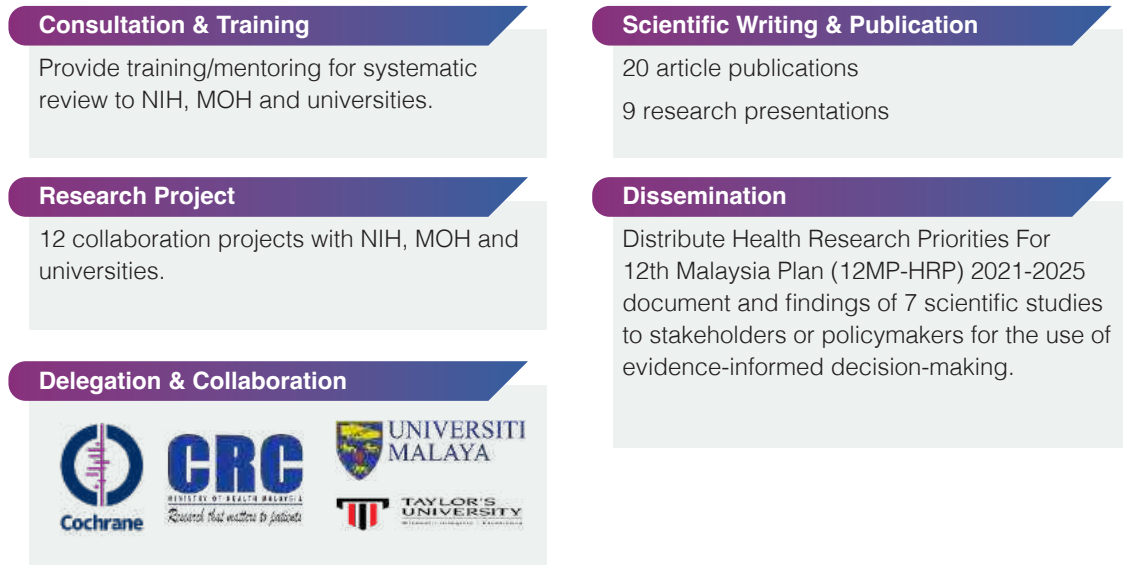 Consultation & Training
Provide training/mentoring for systematic
review to NIH, MOH and universities.
Research Project
12 collaboration projects with NIH, MOH and
universities.
Delegation & Collaboration
Cochrane
CRC
MINISTRY OF HEALTH MALAYSIA
Research that matters to patients
UNIVERSITI
MALAYA
TAYLOR'S
UNIVERSITY
Scientific Writing & Publication
20 article publications
9 research presentations
Dissemination
Distribute Health Research Priorities For
12th Malaysia Plan (12MP-HRP) 2021-2025
document and findings of 7 scientific studies
to stakeholders or policymakers for the use of
evidence-informed decision-making.